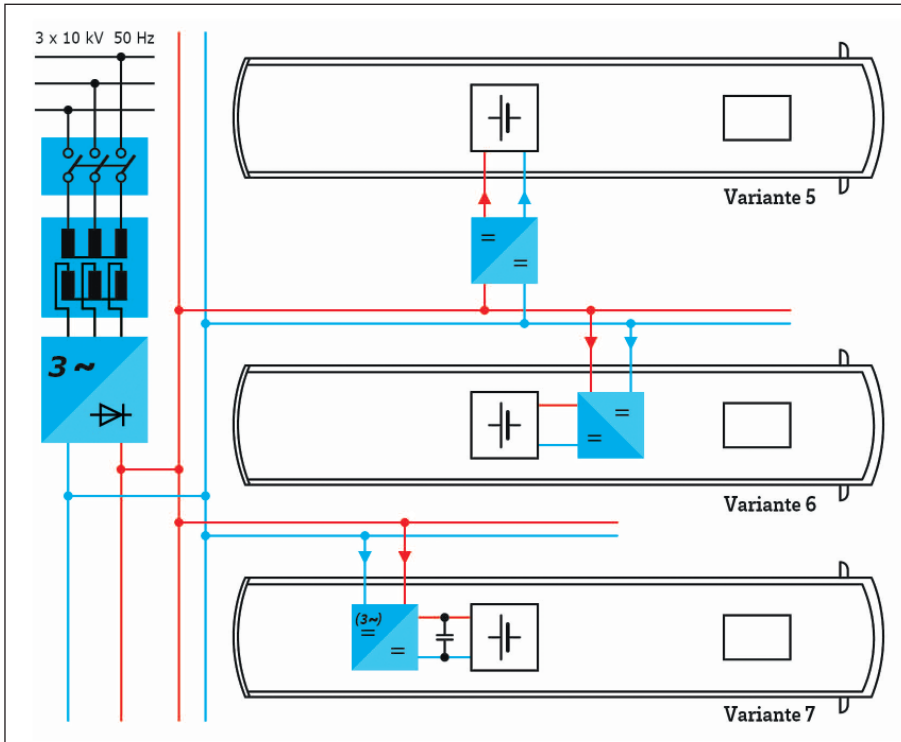 3 x 10 kV 50 Hz
Variante 5
=
=
3 ~
=
=
Variante 6
(3~)
=
=
Variante 7